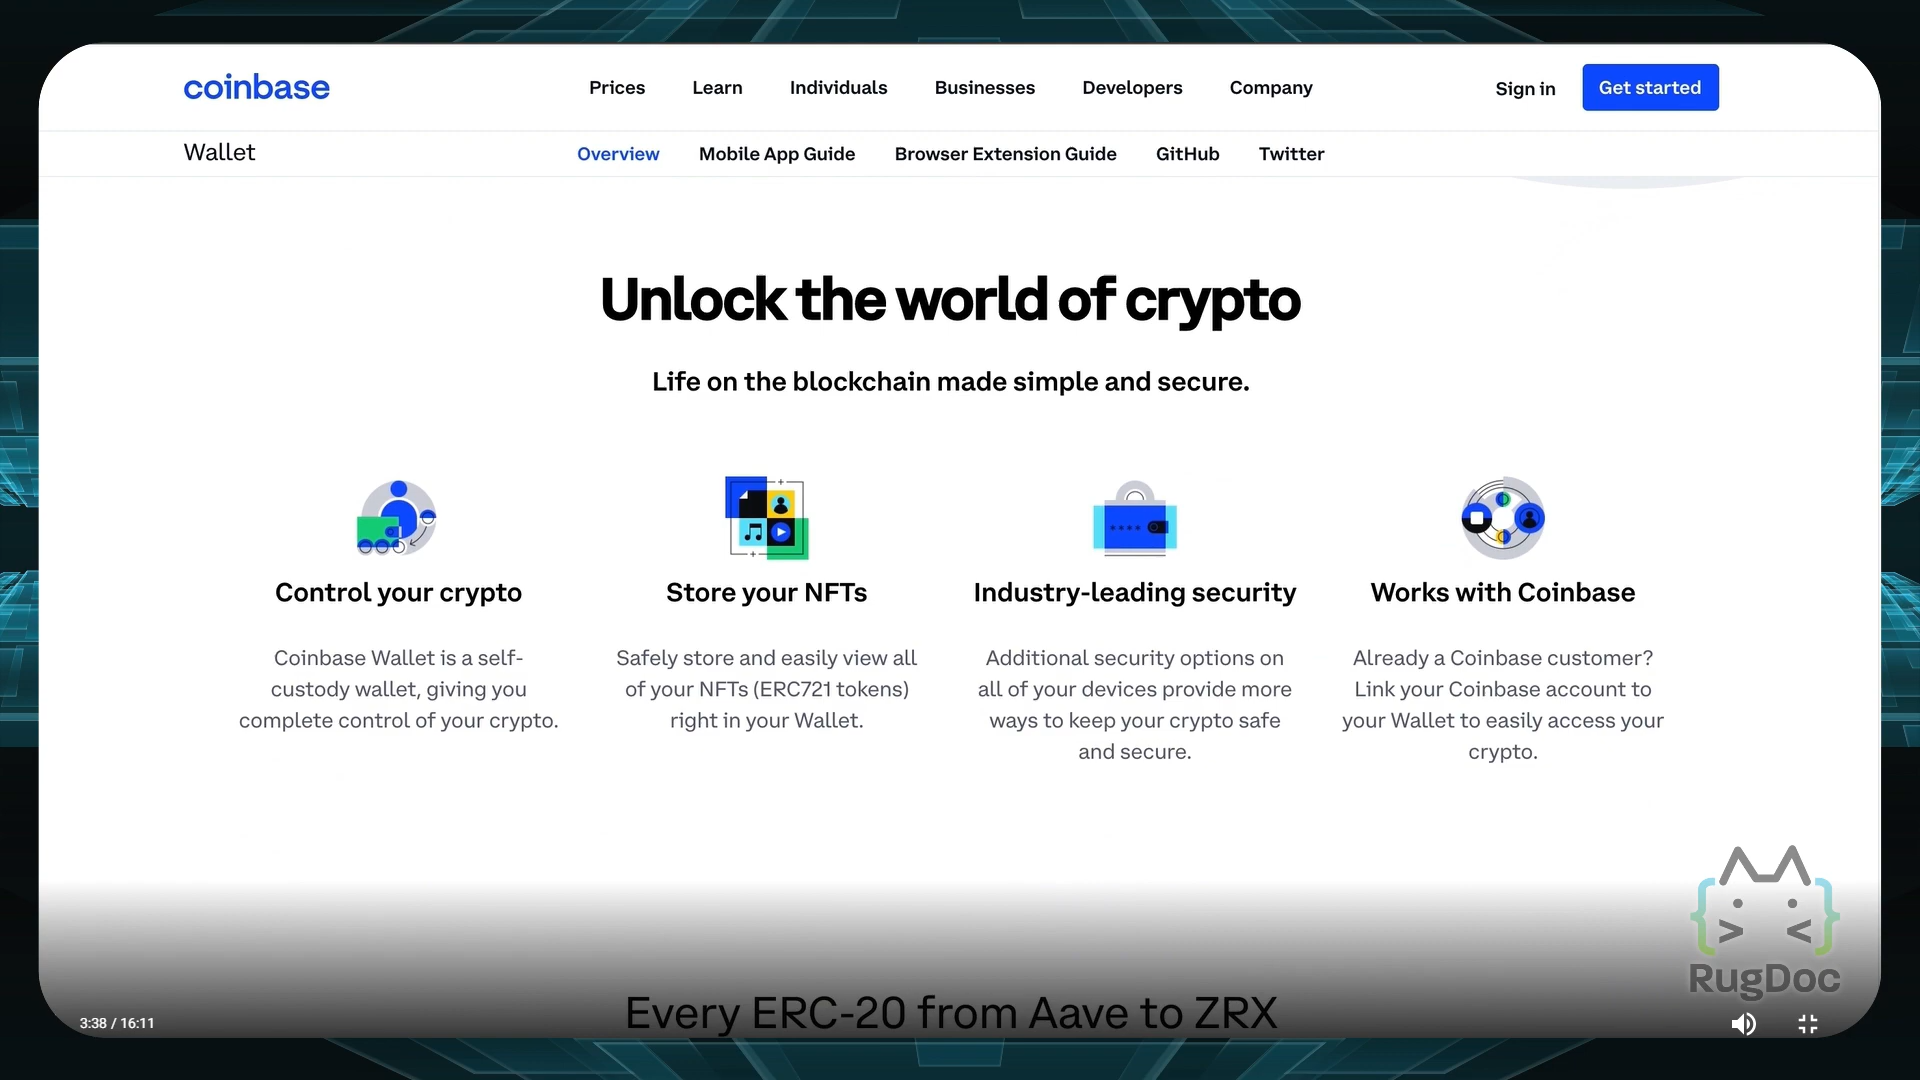 coinbase
Prices Learn Individuals Businesses Developers Company
Sign in Get started
Wallet
Overview Mobile App Guide Browser Extension Guide GitHub Twitter
Unlock the world of crypto
Life on the blockchain made simple and secure.
Control your crypto
Coinbase Wallet is a self-
custody wallet, giving you
complete control of your crypto.
Store your NFTs
Safely store and easily view all
of your NFTs (ERC721 tokens)
right in your Wallet.
Industry-leading security
Additional security options on
all of your devices provide more
ways to keep your crypto safe
and secure.
Works with Coinbase
Already a Coinbase customer?
Link your Coinbase account to
your Wallet to easily access your
crypto.
RugDoc
Every ERC-20 from Aave to ZRX
3:38 / 16:11